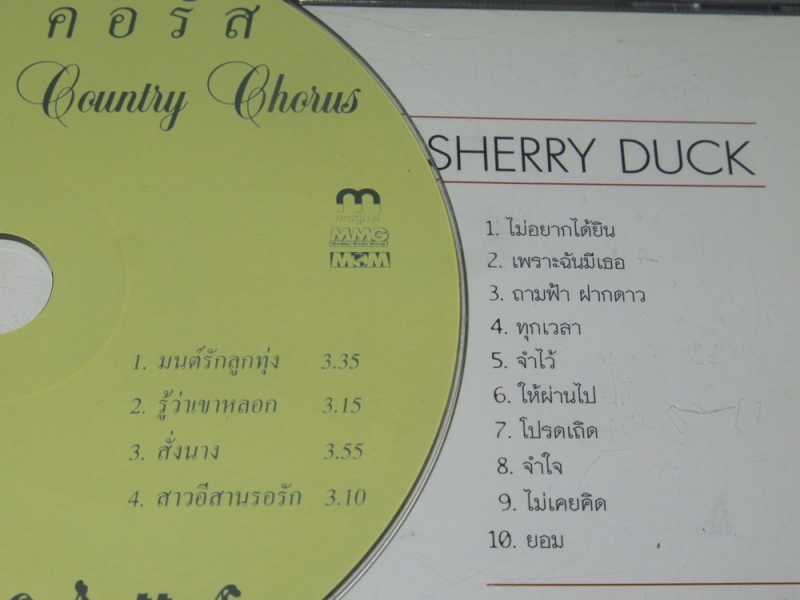 คอรัส
Country Chorus
magnet
MMG
1. มนต์รักลูกทุ่ง 3.35
2. รู้ว่าเขาหลอก 3.15
3. สั่งนาง 3.55
4. สาวอีสานรอรัก 3.10
SHERRY DUCK
1. ไม่อยากได้ยิน
2. เพราะฉันมีเธอ
3. ถามฟ้า ฝากดาว
4. ทุกเวลา
5. จำไว้
6. ให้ผ่านไป
7. โปรดเถิด
8. จำใจ
9. ไม่เคยคิด
10. ยอม